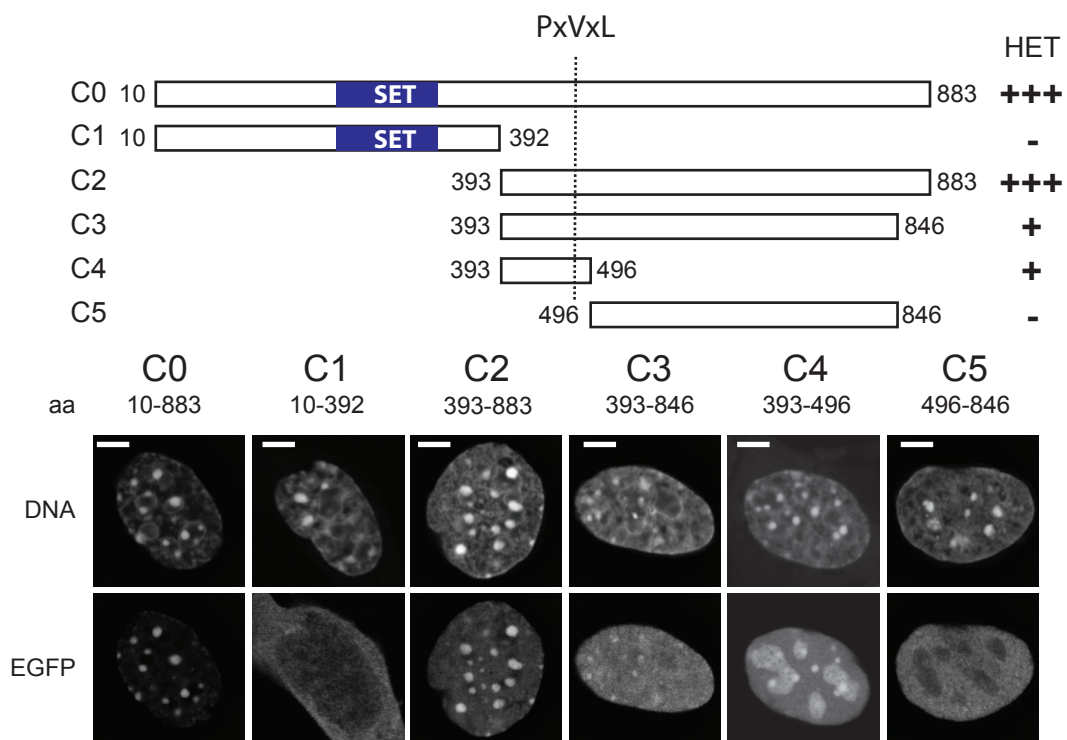 PxVxL
HET
C0 10 SET 883 +++
C1 10 SET 392 -
C2 393 883 +++
C3 393 846 +
C4 393 496 +
C5 496 846 -
C0 C1 C2 C3 C4 C5
aa 10-883 10-392 393-883 393-846 393-496 496-846
DNA
EGFP